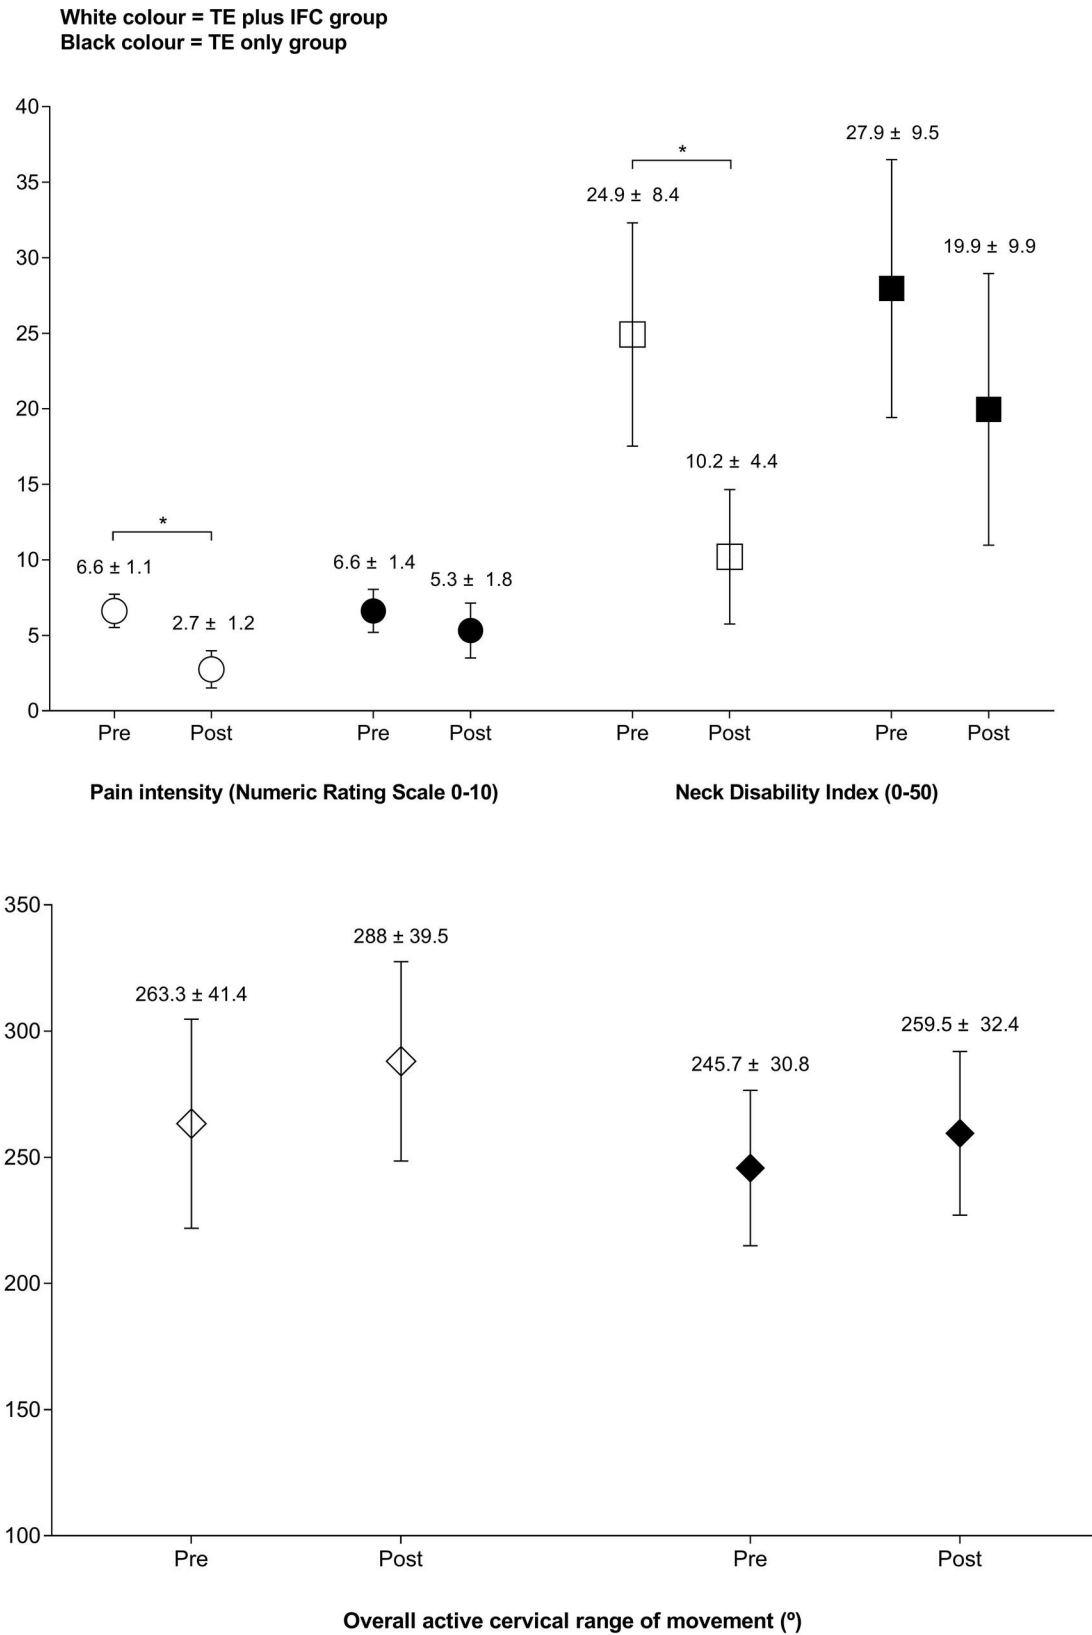 White colour = TE plus IFC group
Black colour = TE only group
40
35
30
25
20
15
10
5
0
*
6.6 ± 1.1
2.7 ± 1.2
6.6 ± 1.4
5.3 ± 1.8
*
24.9 ± 8.4
10.2 ± 4.4
27.9 ± 9.5
19.9 ± 9.9
Pre Post Pre Post Pre Post Pre Post
Pain intensity (Numeric Rating Scale 0-10) Neck Disability Index (0-50)
350
300
250
200
150
100
263.3 ± 41.4
288 ± 39.5
245.7 ± 30.8
259.5 ± 32.4
Pre Post Pre Post
Overall active cervical range of movement (º)